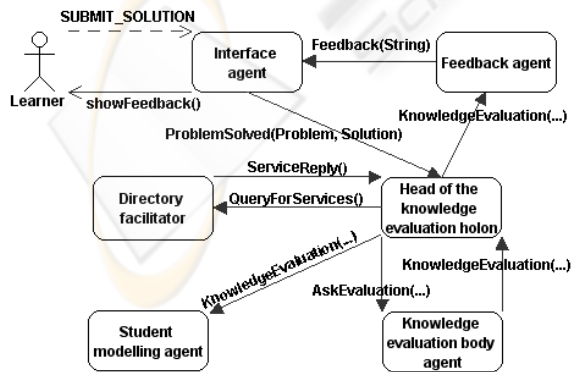 SUBMIT_SOLUTION
Learner
showFeedback()
Interface
agent
Feedback(String)
Feedback agent
KnowledgeEvaluation(...)
ProblemSolved(Problem, Solution)
ServiceReply()
QueryForServices()
Directory
facilitator
Head of the
knowledge
evaluation holon
KnowledgeEvaluation(...)
AskEvaluation(...)
KnowledgeEvaluation(...)
Student
modelling agent
Knowledge
evaluation body
agent